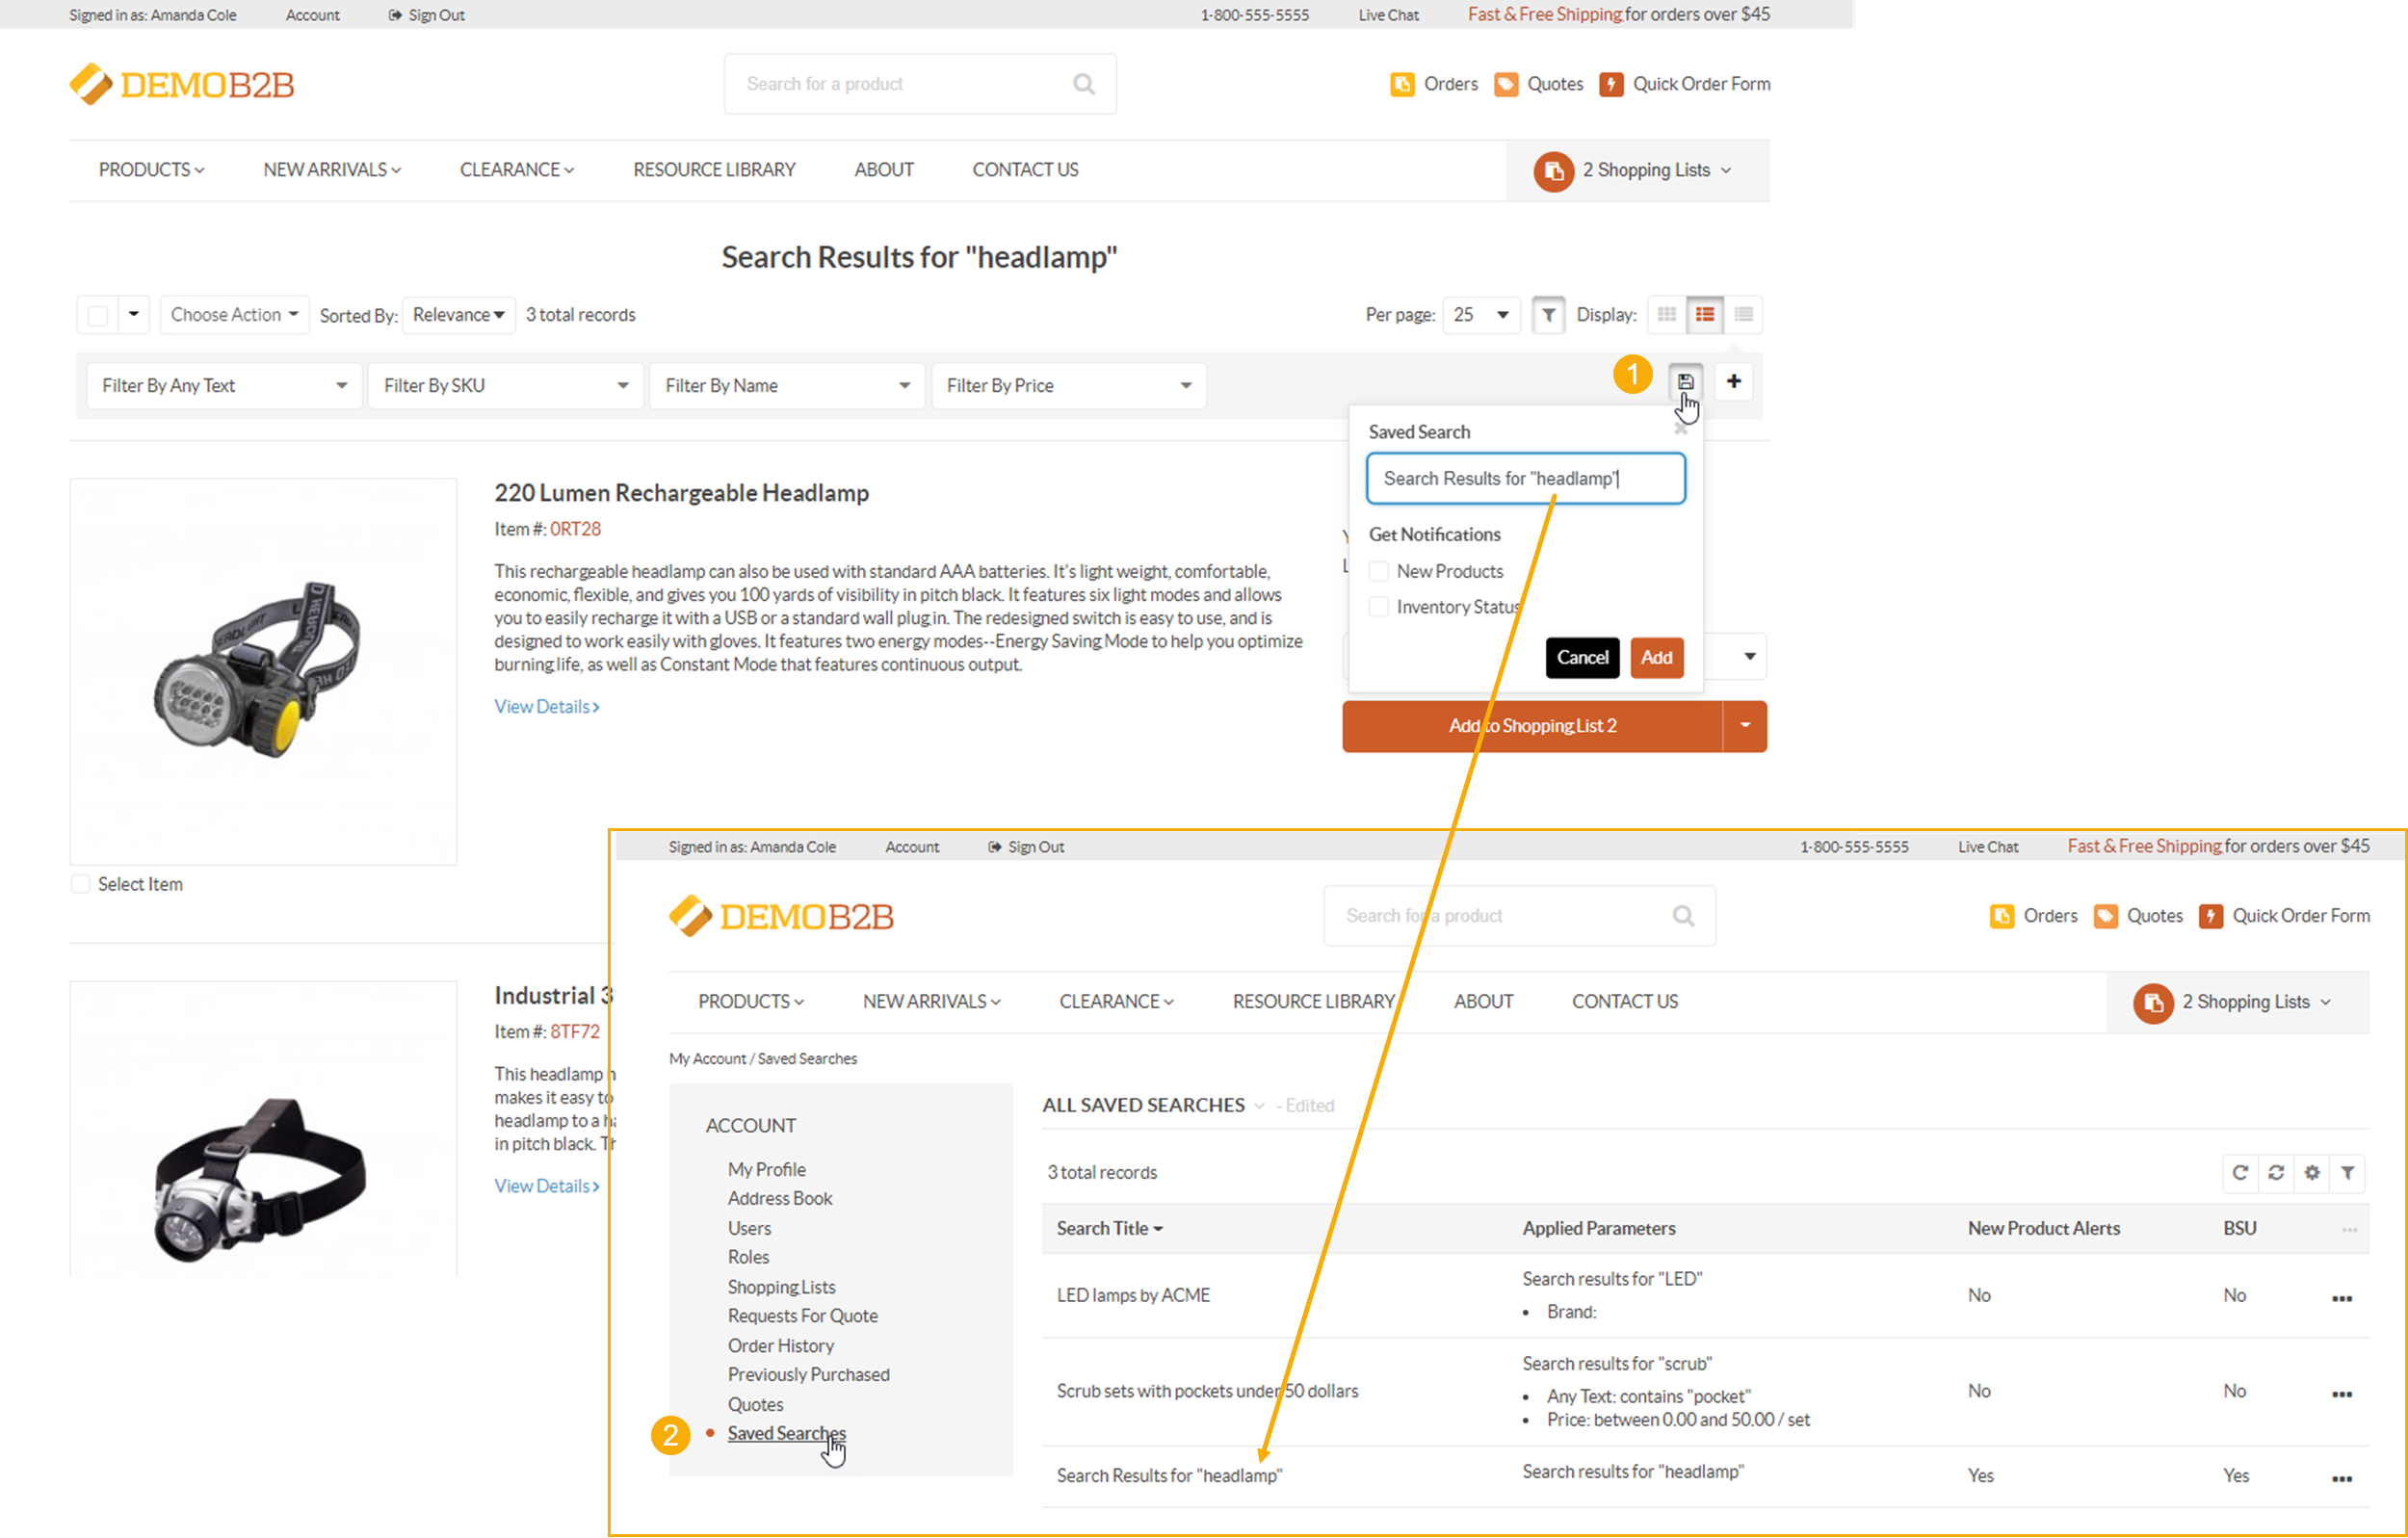 Signed in as: Amanda Cole Account Sign Out 1-800-555-5555 Live Chat Fast & Free Shipping for orders over $45
DEMOB2B Search for a product Orders Quotes Quick Order Form
PRODUCTS NEW ARRIVALS CLEARANCE RESOURCE LIBRARY ABOUT CONTACT US 2 Shopping Lists
Search Results for "headlamp"
Choose Action Sorted By: Relevance 3 total records Per page: 25 Display:
Filter By Any Text Filter By SKU Filter By Name Filter By Price 1 +
Saved Search
Search Results for "headlamp"
Get Notifications
New Products
Inventory Status
Cancel Add
Add to Shopping List 2
220 Lumen Rechargeable Headlamp
Item #: 0RT28
This rechargeable headlamp can also be used with standard AAA batteries. It's light weight, comfortable,
economic, flexible, and gives you 100 yards of visibility in pitch black. It features six light modes and allows
you to easily recharge it with a USB or a standard wall plug in. The redesigned switch is easy to use, and is
designed to work easily with gloves. It features two energy modes--Energy Saving Mode to help you optimize
burning life, as well as Constant Mode that features continuous output.
View Details
Select Item
Industrial 3
Item #: 8TF72
This headlamp
makes it easy to
headlamp to a
in pitch black.
View Details
Signed in as: Amanda Cole Account Sign Out 1-800-555-5555 Live Chat Fast & Free Shipping for orders over $45
DEMOB2B Search for a product Orders Quotes Quick Order Form
PRODUCTS NEW ARRIVALS CLEARANCE RESOURCE LIBRARY ABOUT CONTACT US 2 Shopping Lists
My Account / Saved Searches
ACCOUNT
My Profile
Address Book
Users
Roles
Shopping Lists
Requests For Quote
Order History
Previously Purchased
Quotes
2 • Saved Searches
ALL SAVED SEARCHES - Edited
3 total records
Search Title Applied Parameters New Product Alerts BSU ...
LED lamps by ACME Search results for "LED" No No ...
• Brand:
Scrub sets with pockets under 50 dollars Search results for "scrub" No No ...
• Any Text: contains "pocket"
• Price: between 0.00 and 50.00 / set
Search Results for "headlamp" Search results for "headlamp" Yes Yes ...